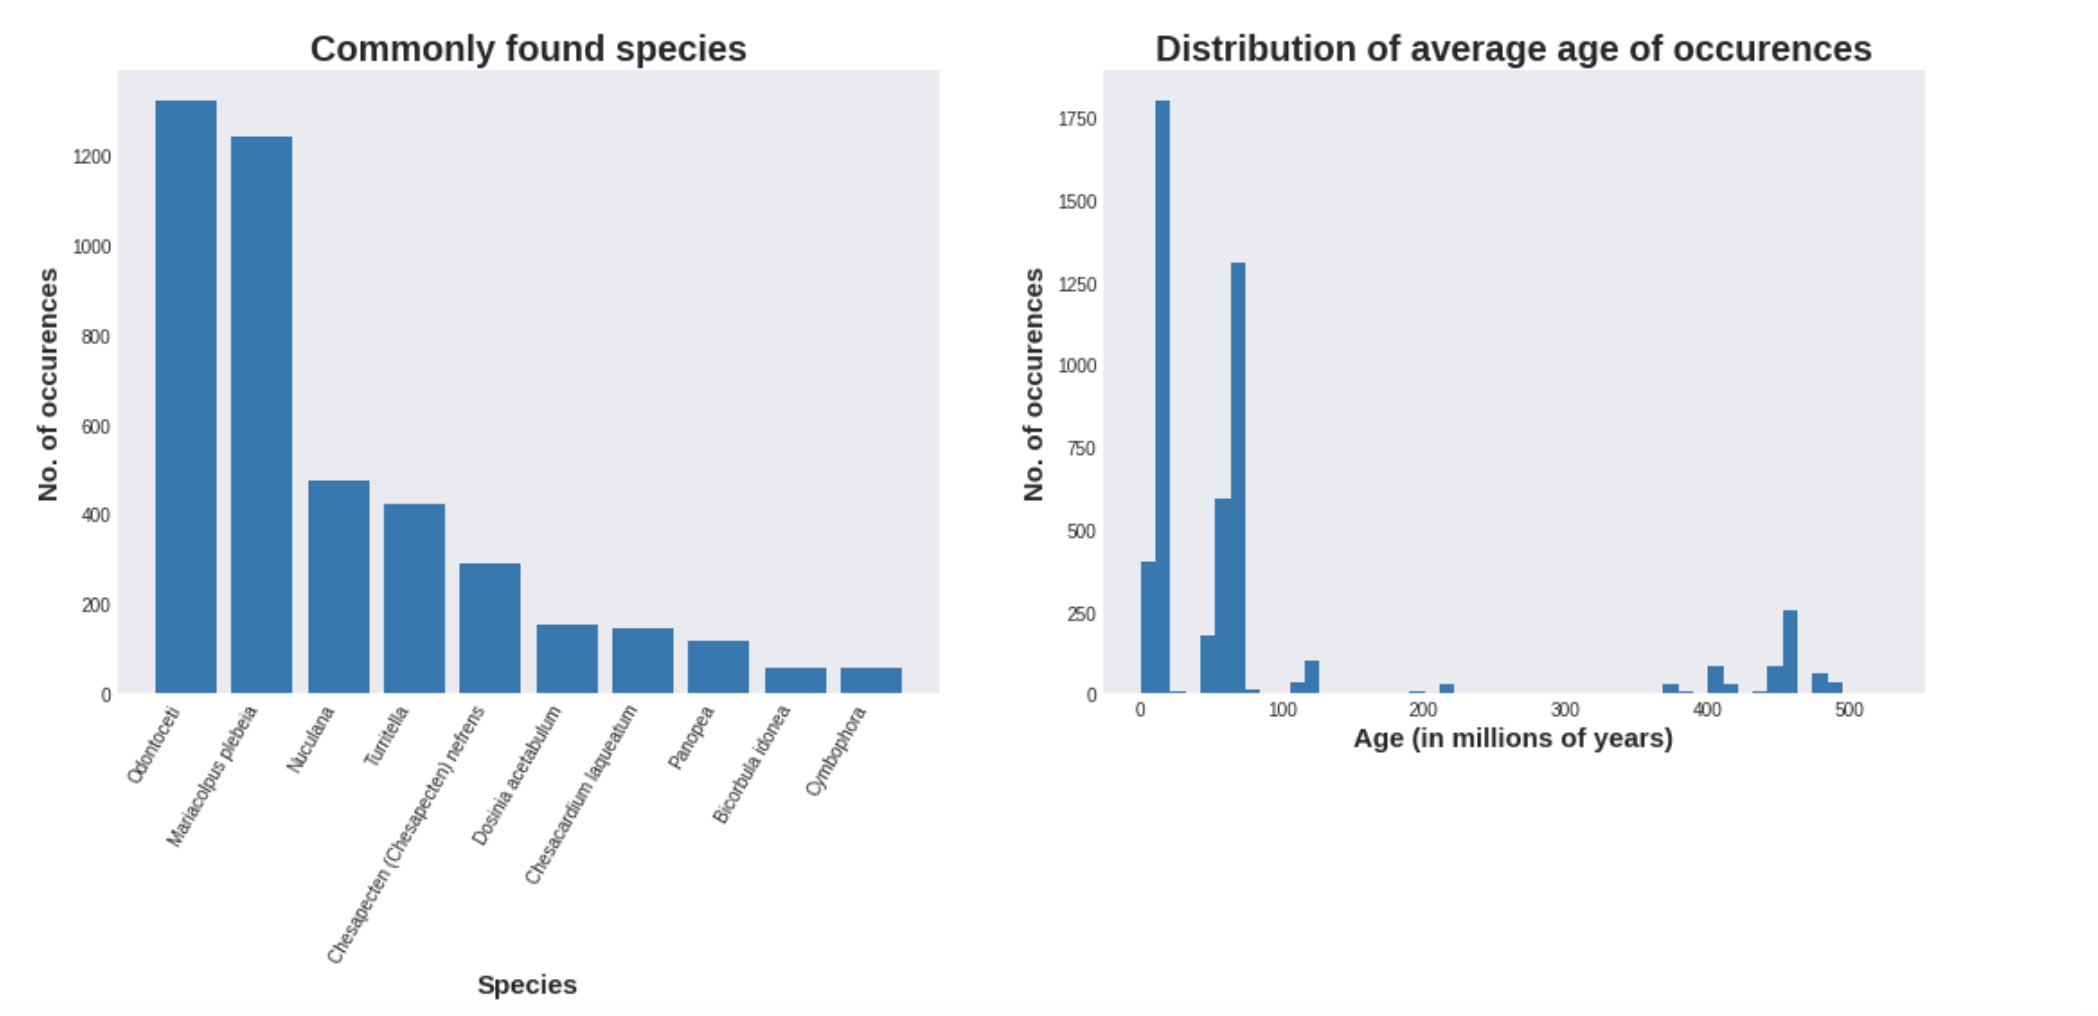 Commonly found species
No. of occurences
1200
1000
800
600
400
200
0
Odontoceti
Mariacolpus plebeia
Nuculana
Turritella
Chesapecten (Chesapecten) nefrens
Dosinia acetabulum
Chesacardium laqueatum
Panopea
Bicorbula idonea
Cymbophora
Species
Distribution of average age of occurences
No. of occurences
1750
1500
1250
1000
750
500
250
0
0 100 200 300 400 500
Age (in millions of years)